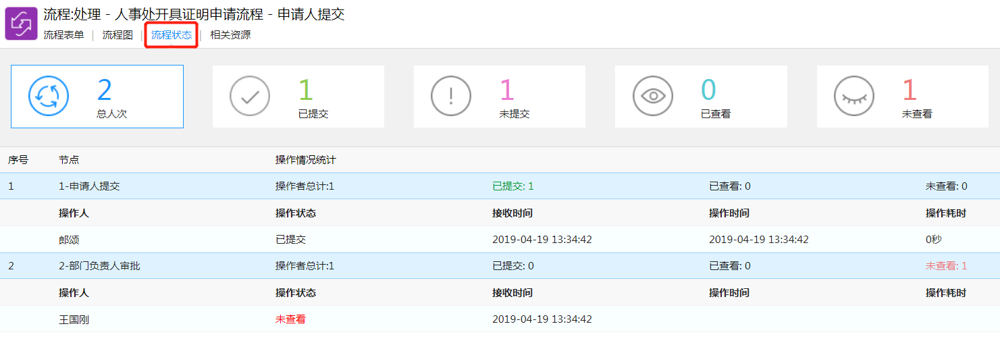 流程:处理 - 人事处开具证明申请流程 - 申请人提交
流程表单 | 流程图 | 流程状态 | 相关资源
2 1 1 0 1
总人次 已提交 未提交 已查看 未查看
序号 节点 操作情况统计
1 1-申请人提交 操作者总计:1 已提交: 1 已查看: 0 未查看: 0
操作人 操作状态 接收时间 操作时间 操作耗时
郎颂 已提交 2019-04-19 13:34:42 2019-04-19 13:34:42 0秒
2 2-部门负责人审批 操作者总计:1 已提交: 0 已查看: 0 未查看: 1
操作人 操作状态 接收时间 操作时间 操作耗时
王国刚 未查看 2019-04-19 13:34:42